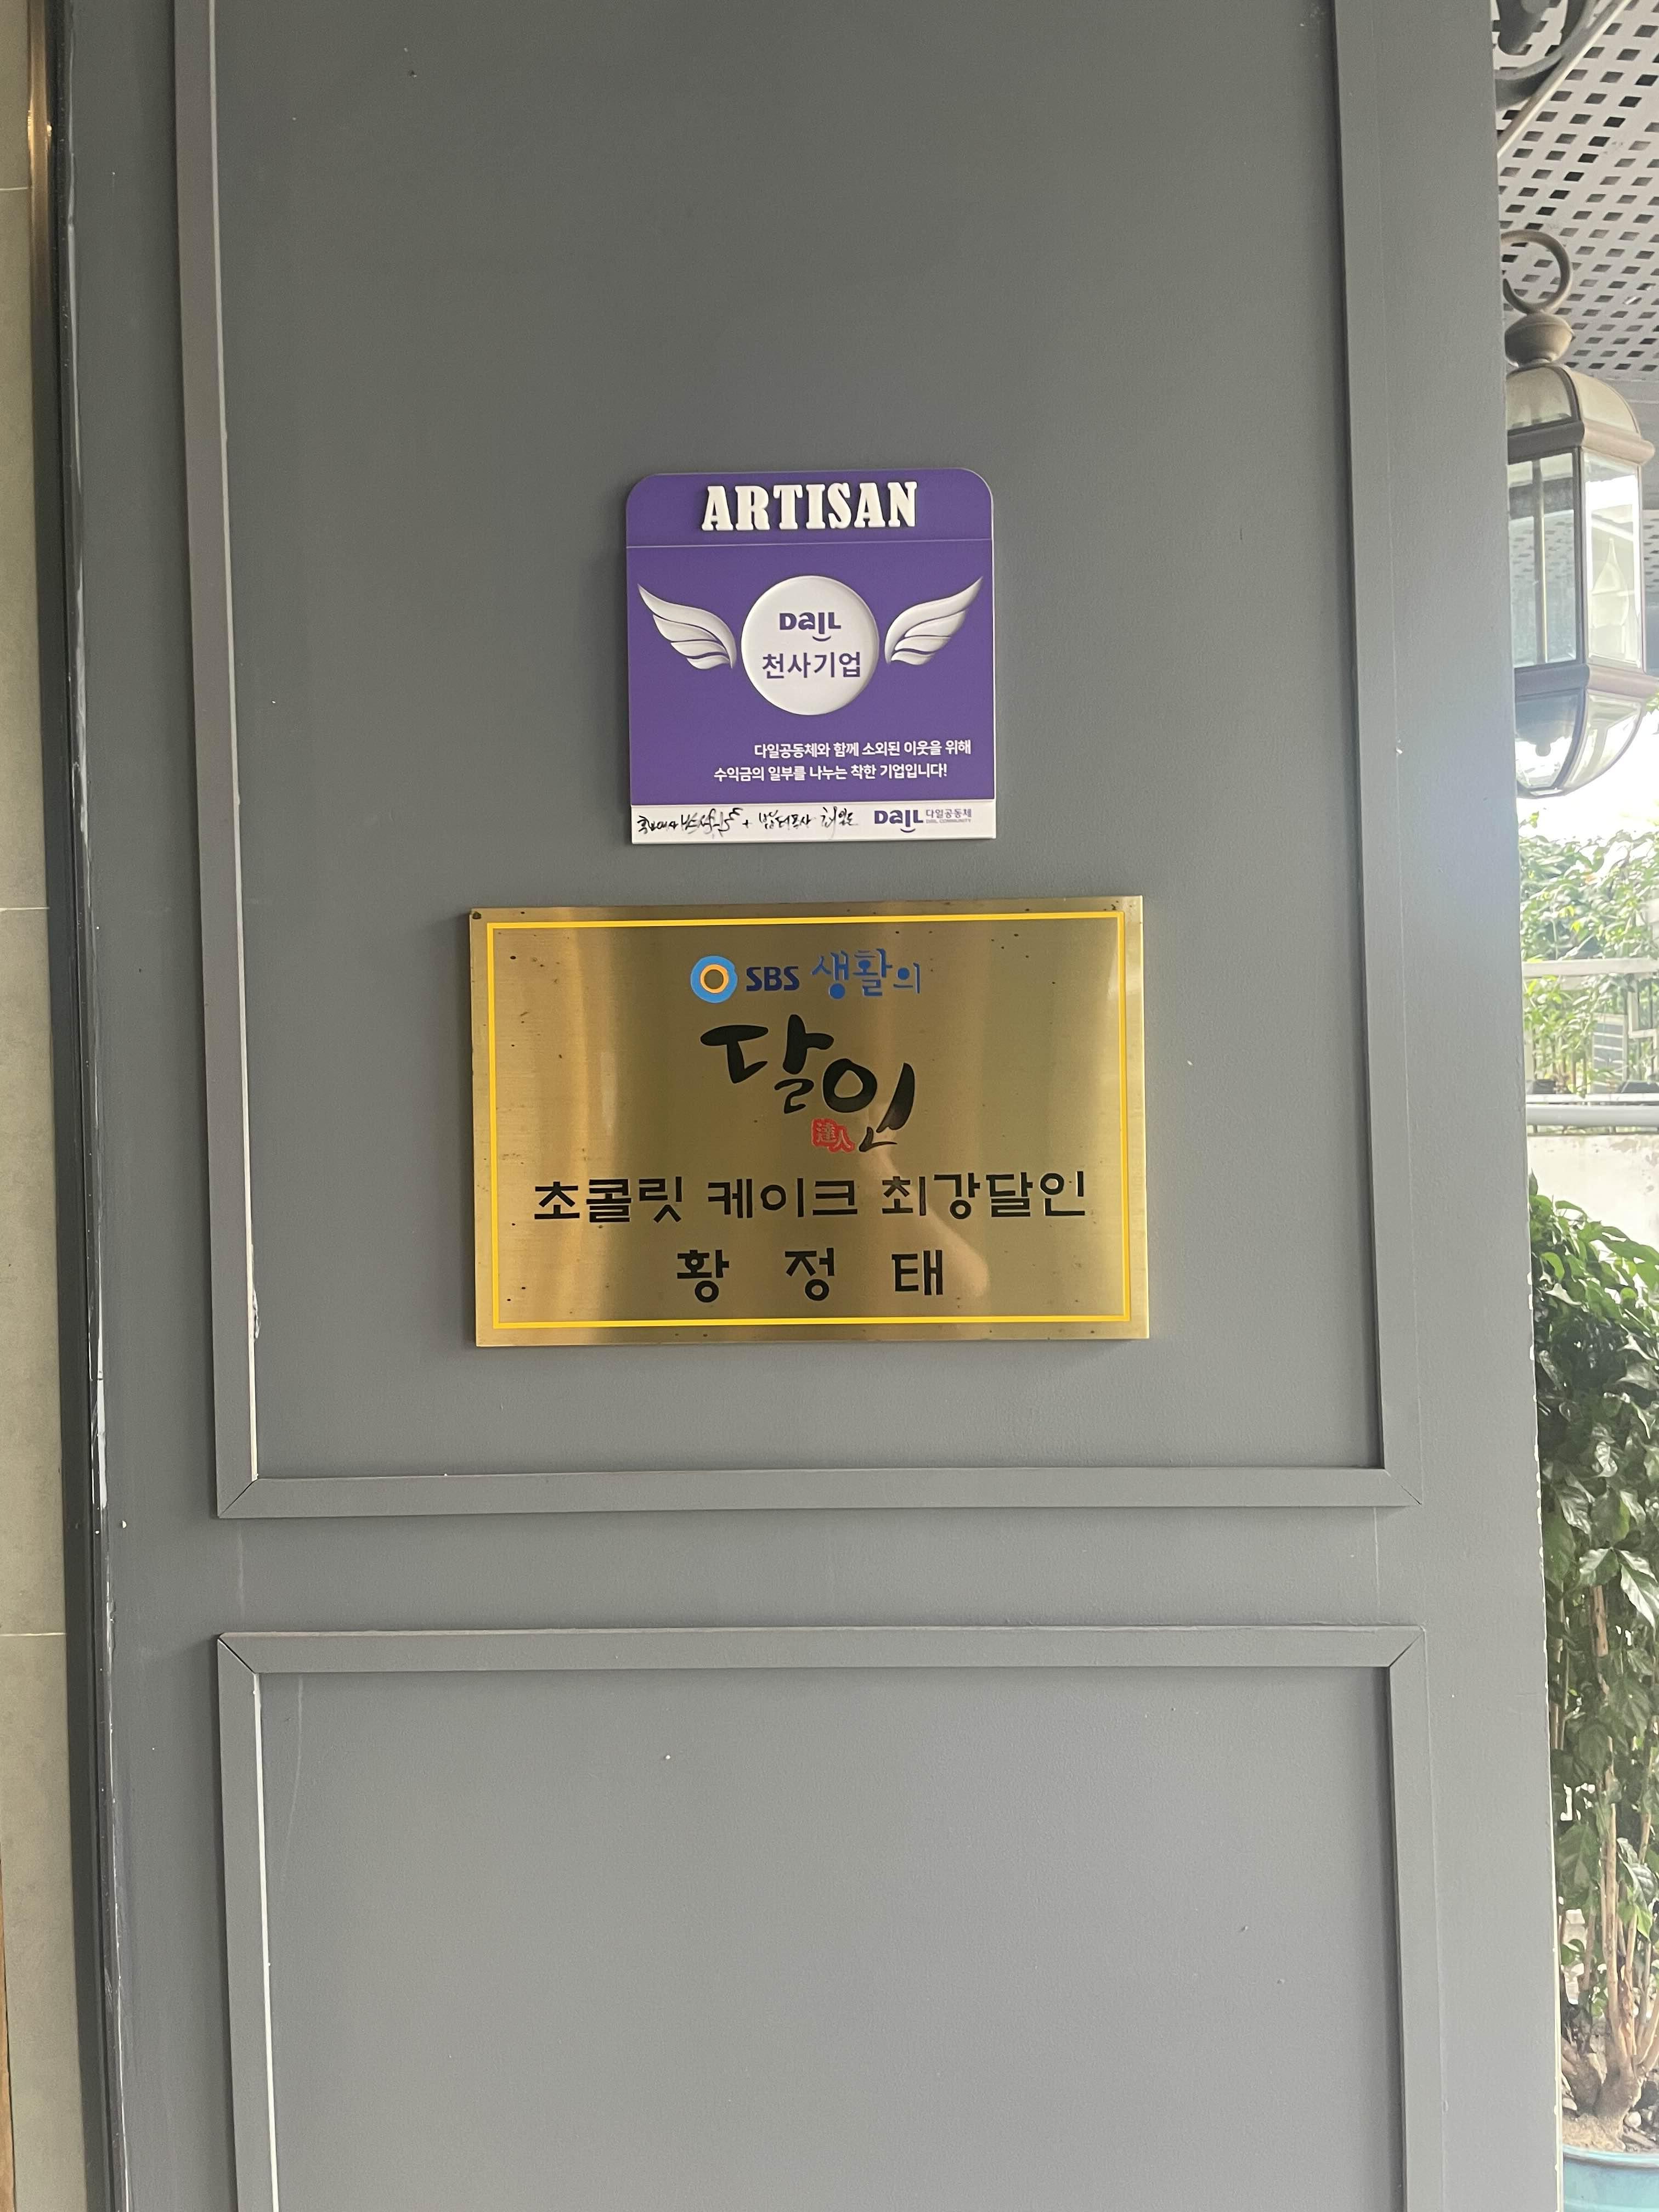 ARTISAN
DaiL
천사기업
다일공동체와 함께 소외된 이웃을 위해
수익금의 일부를 나누는 착한 기업입니다!
DaiL 다일공동체
DAIL COMMUNITY
SBS 생활의
달인
達人
초콜릿 케이크 최강달인
황 정 태